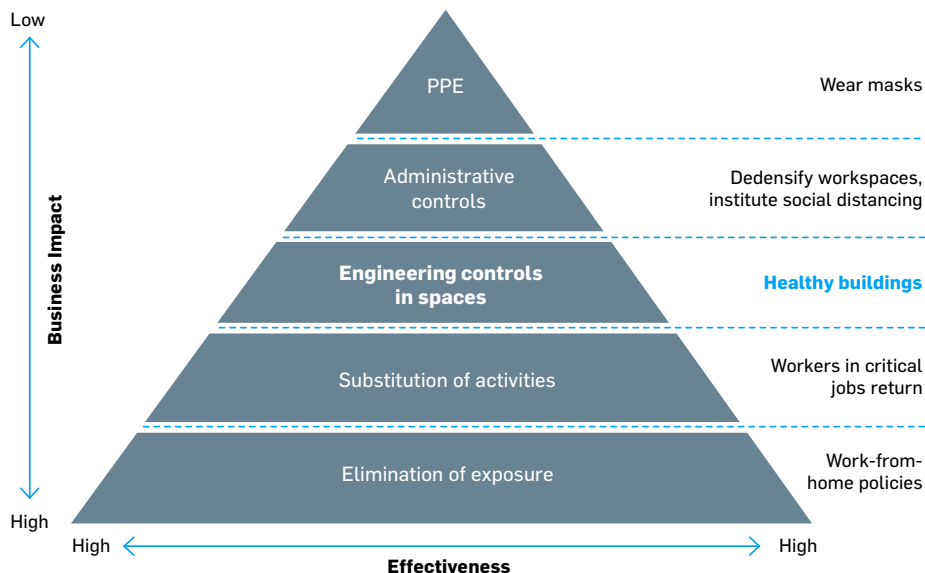 Low
PPE
Wear masks
Administrative
controls
Dedensify workspaces,
institute social distancing
Business Impact
Engineering controls
in spaces
Healthy buildings
Substitution of activities
Workers in critical
jobs return
Elimination of exposure
Work-from-
home policies
High
High
High
Effectiveness